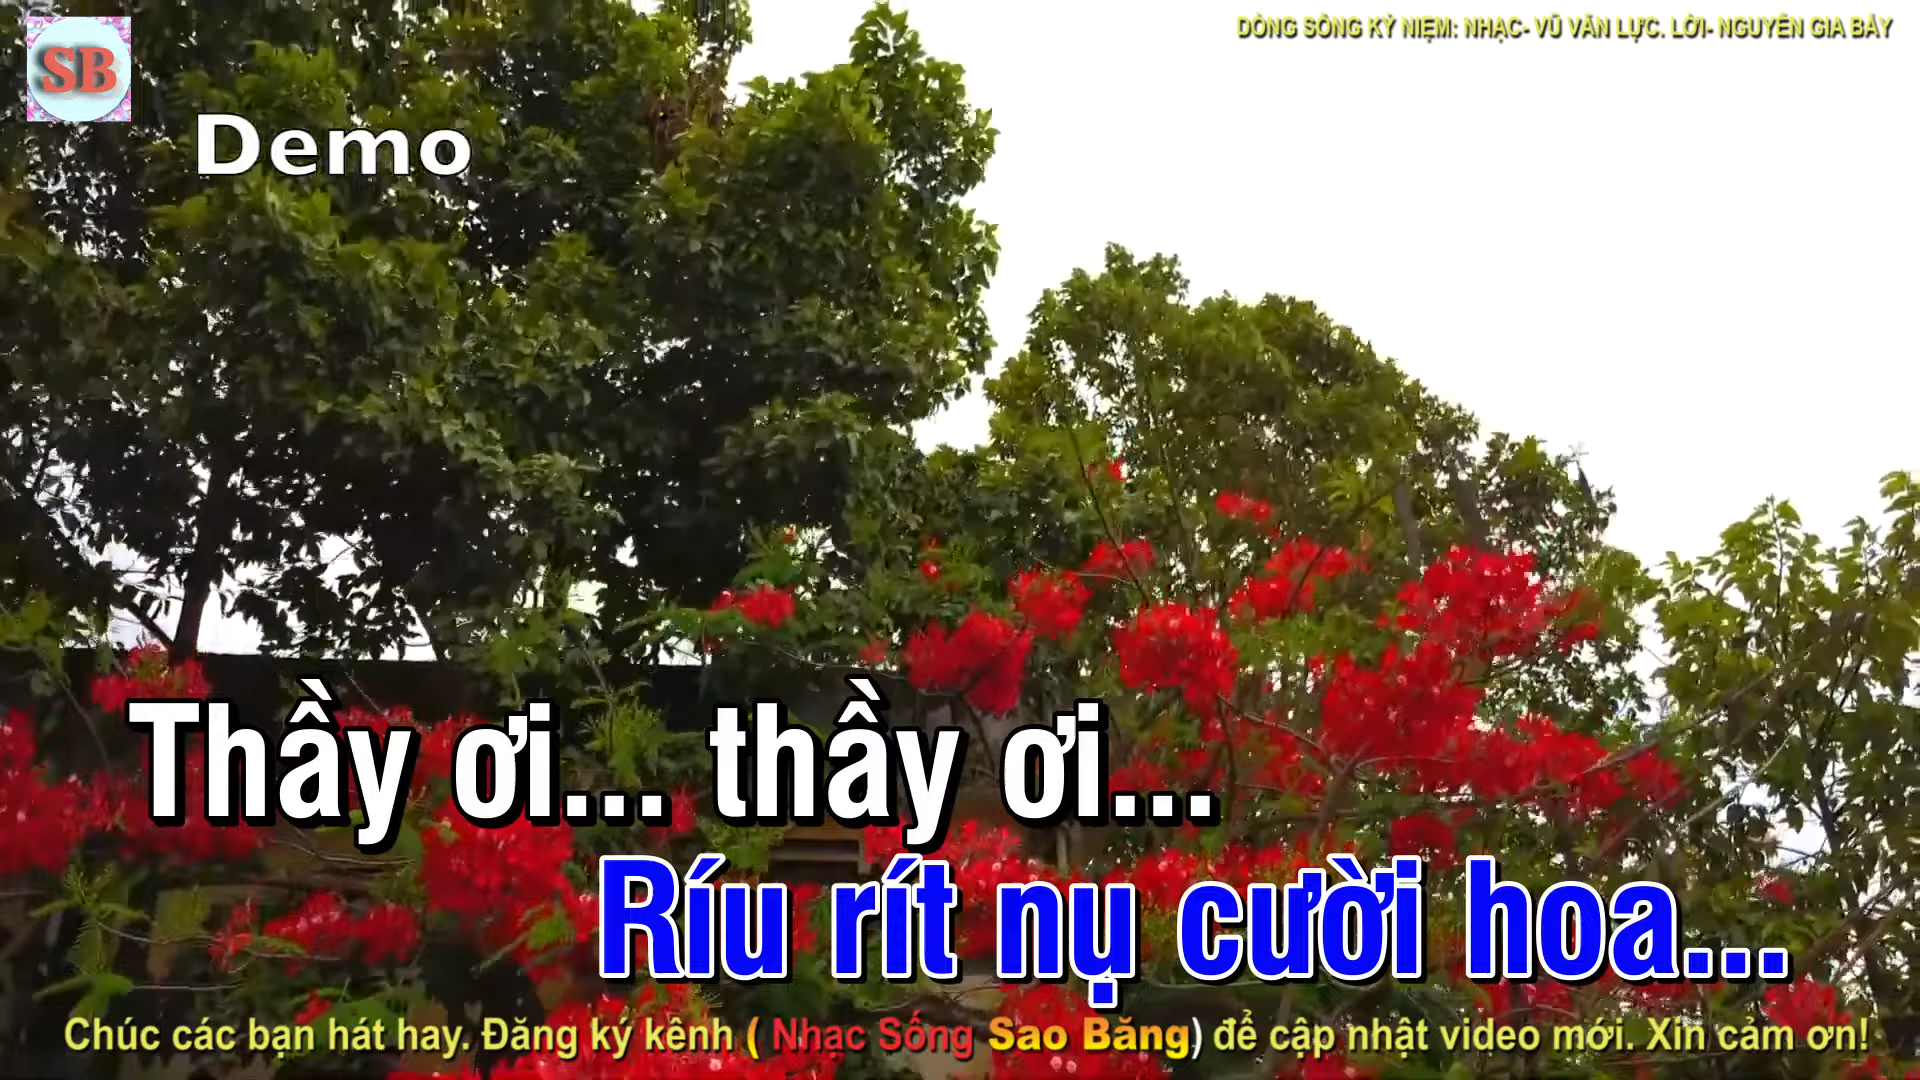 DÒNG SÔNG KỶ NIỆM: NHẠC- VŨ VĂN LỰC. LỜI- NGUYỄN GIA BẢY
SB
Demo
Thầy ơi... thầy ơi...
Ríu rít nụ cười hoa...
Chúc các bạn hát hay. Đăng ký kênh ( Nhạc Sống Sao Băng) để cập nhật video mới. Xin cảm ơn!